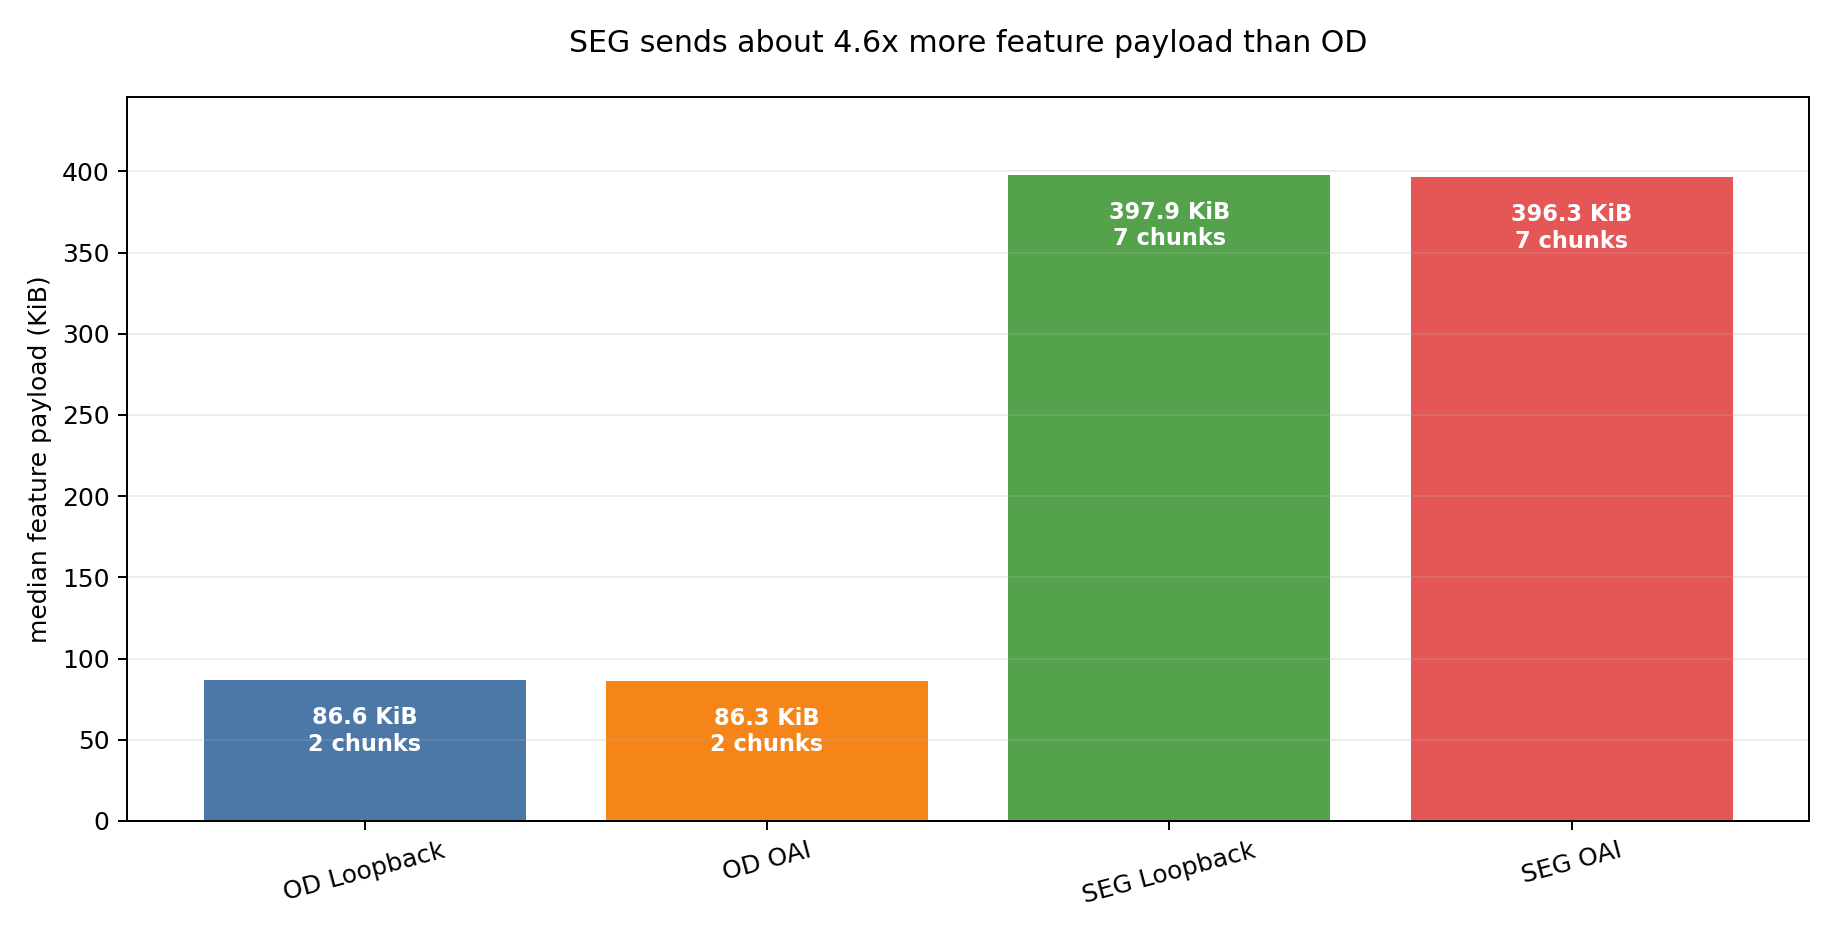 SEG sends about 4.6x more feature payload than OD
median feature payload (KiB)
400
350
300
250
200
150
100
50
0
86.6 KiB
2 chunks
86.3 KiB
2 chunks
397.9 KiB
7 chunks
396.3 KiB
7 chunks
OD Loopback
OD OAI
SEG Loopback
SEG OAI